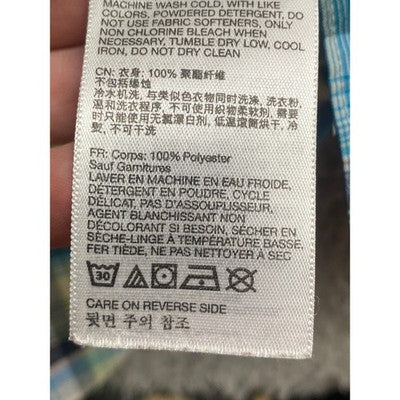 MACHINE WASH COLD, WITH LIKE
COLORS, POWDERED DETERGENT, DO
NOT USE FABRIC SOFTENERS, ONLY
NON CHLORINE BLEACH WHEN
NECESSARY, TUMBLE DRY LOW, COOL
IRON, DO NOT DRY CLEAN
CN: 衣身: 100% 聚酯纤维
不包括缘蚀
冷水机洗, 与类似色衣物同时洗涤, 洗衣粉,
温和洗衣程序, 不可使用织物柔软剂, 需要
时只能使用无氯漂白剂, 低温滚筒烘干, 冷
熨, 不可干洗
FR: Corps: 100% Polyester
Sauf Garnitures
LAVER EN MACHINE EN EAU FROIDE,
DÉTERGENT EN POUDRE, CYCLE
DÉLICAT, PAS D'ASSOUPLISSEUR,
AGENT BLANCHISSANT NON
DÉCOLORANT SI BESOIN, SÉCHER EN
SÈCHE-LINGE À TEMPÉRATURE BASSE.
FER TIÈDE, NE PAS NETTOYER À SEC
30
CARE ON REVERSE SIDE
뒷면 주의 참조